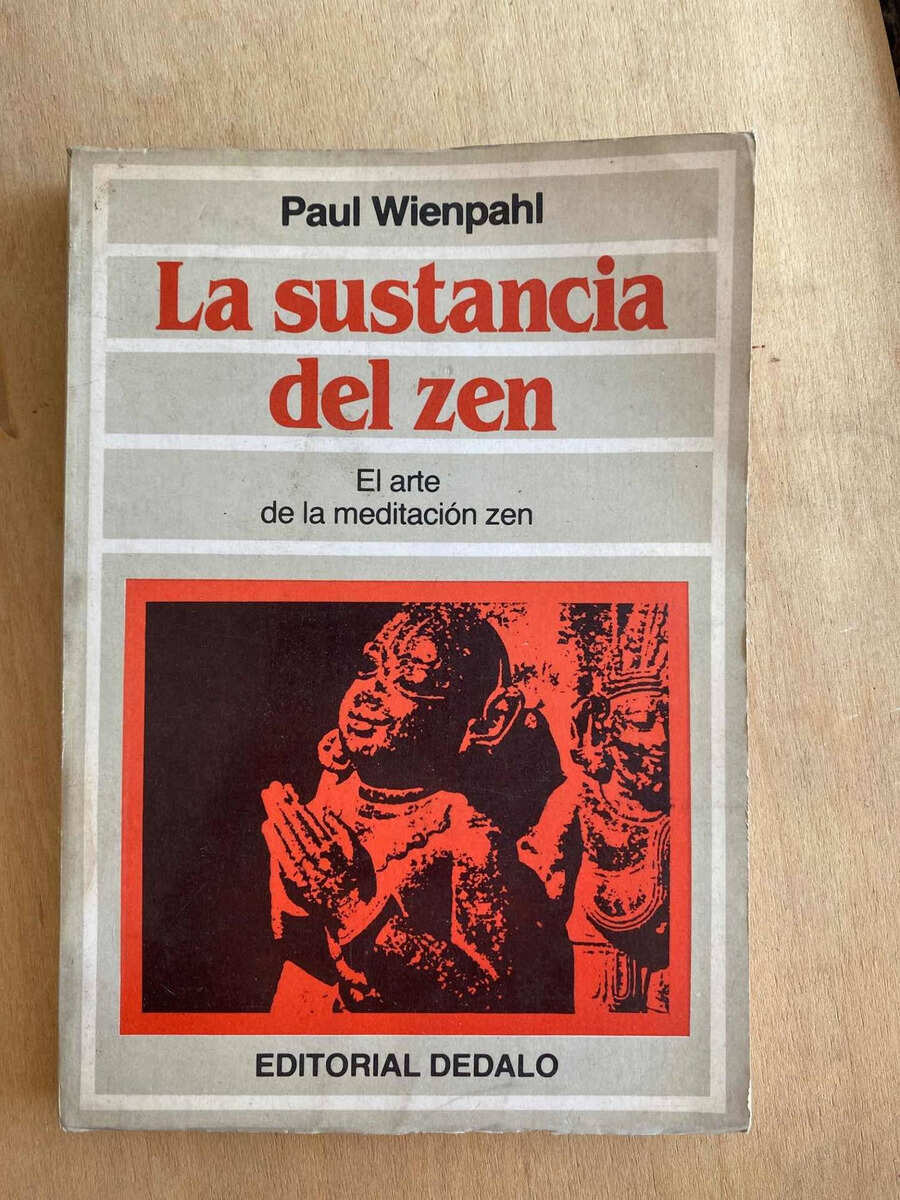 Paul Wienpahl
La sustancia
del zen
El arte
de la meditación zen
EDITORIAL DEDALO